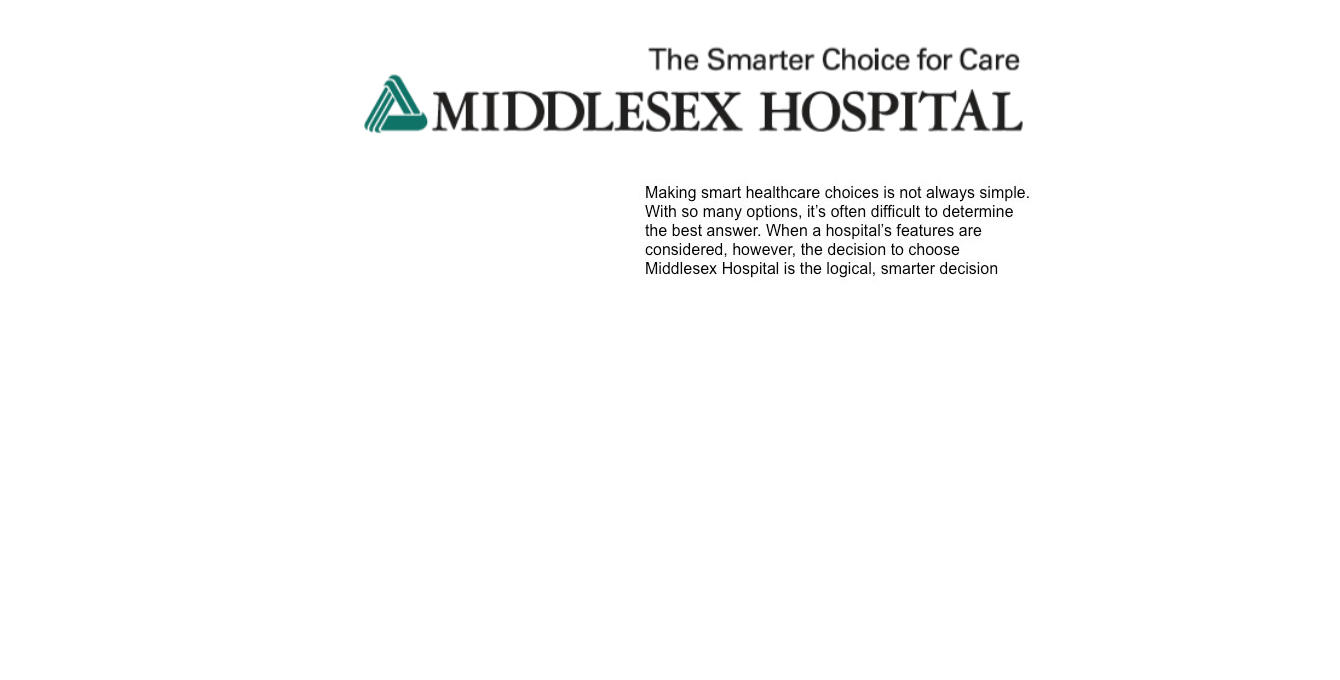 The Smarter Choice for Care
MIDDLESEX HOSPITAL
Making smart healthcare choices is not always simple.
With so many options, it’s often difficult to determine
the best answer. When a hospital’s features are
considered, however, the decision to choose
Middlesex Hospital is the logical, smarter decision